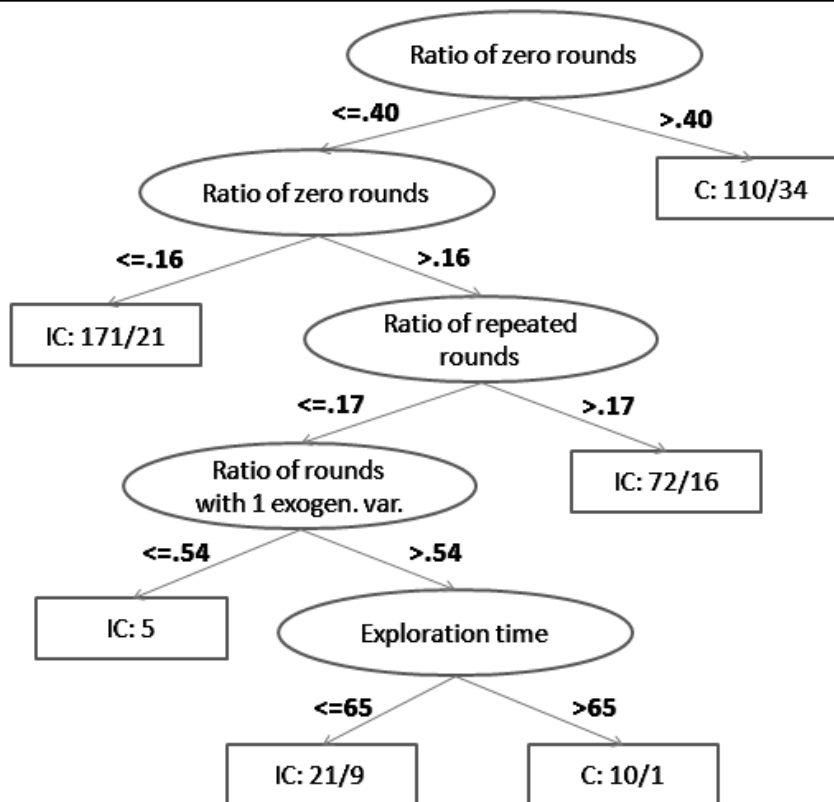 Ratio of zero rounds
<=.40
>.40
Ratio of zero rounds
C: 110/34
<=.16
>.16
IC: 171/21
Ratio of repeated
rounds
<=.17
>.17
Ratio of rounds
with 1 exogen. var.
IC: 72/16
<=.54
>.54
IC: 5
Exploration time
<=65
>65
IC: 21/9
C: 10/1